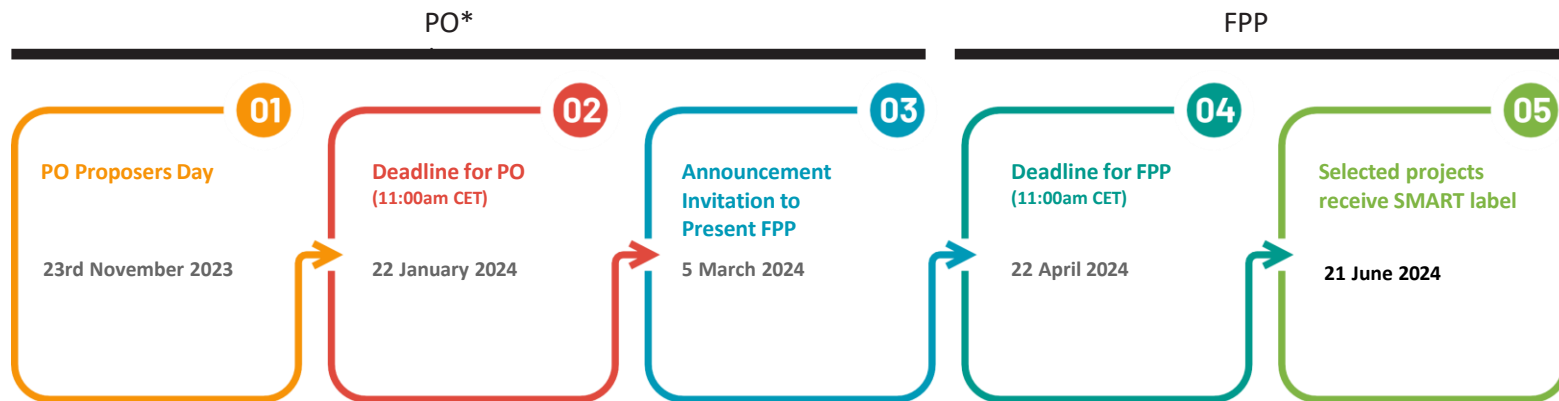 PO*
FPP
01
PO Proposers Day
23rd November 2023
02
Deadline for PO
(11:00am CET)
22 January 2024
03
Announcement
Invitation to
Present FPP
5 March 2024
04
Deadline for FPP
(11:00am CET)
22 April 2024
05
Selected projects
receive SMART label
21 June 2024